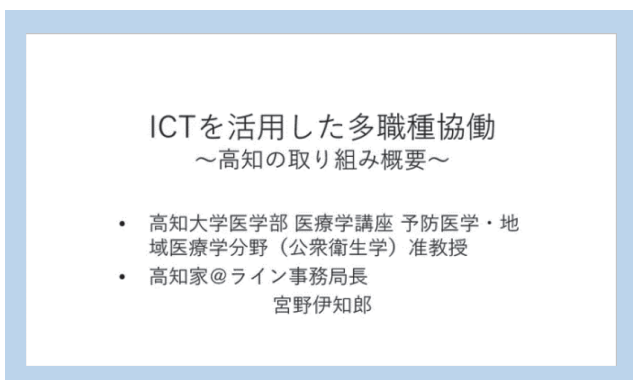 ICTを活用した多職種協働
～高知の取り組み概要～
• 高知大学医学部 医療学講座 予防医学・地
域医療学分野（公衆衛生学）准教授
• 高知家@ライン事務局長
宮野伊知郎